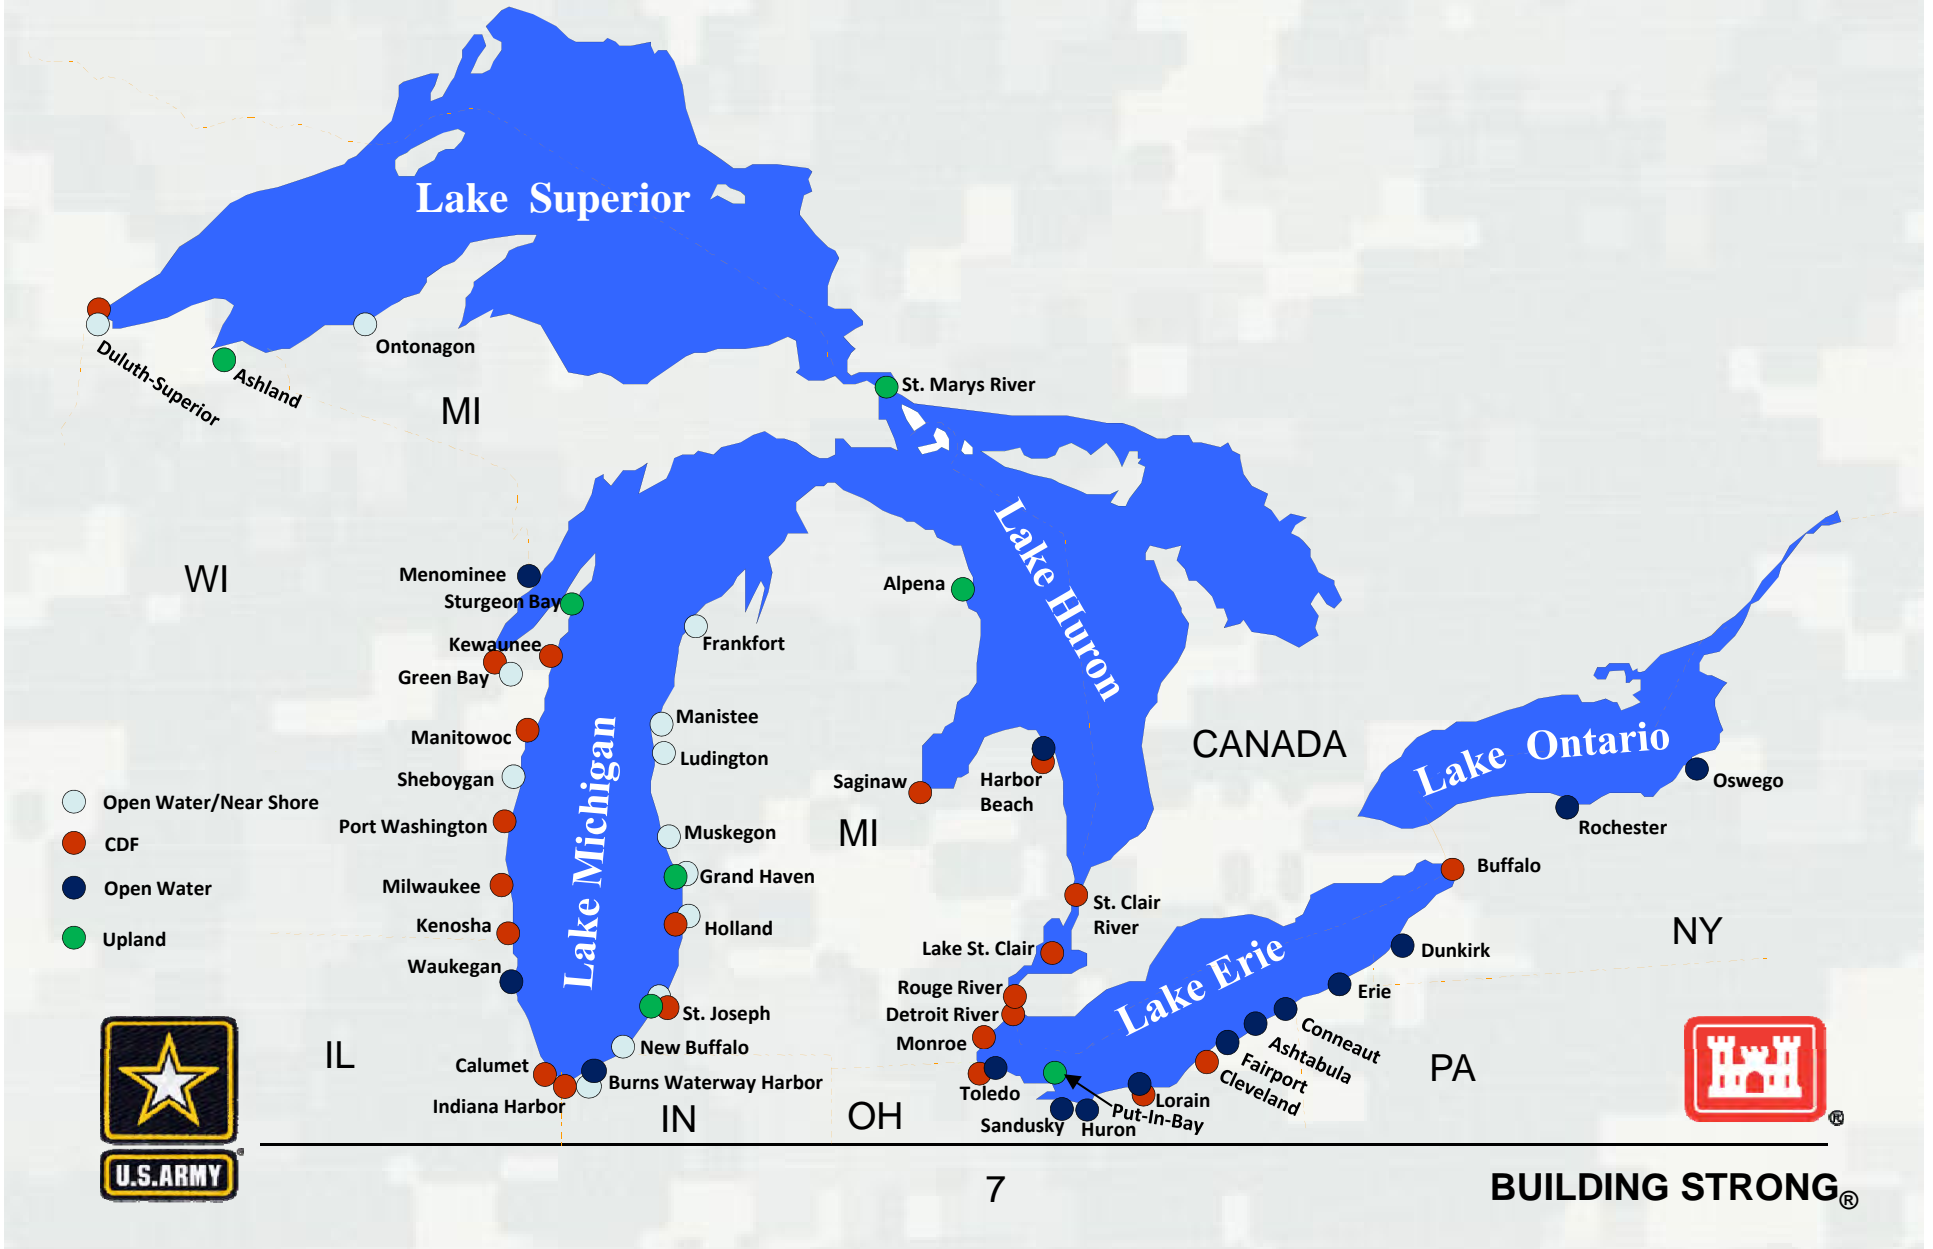 Lake Superior
Duluth-Superior
Ashland
Ontonagon
MI
St. Marys River
WI
Menominee
Sturgeon Bay
Kewaunee
Green Bay
Manitowoc
Sheboygan
Port Washington
Milwaukee
Kenosha
Waukegan
Calumet
Indiana Harbor
Lake Michigan
Frankfort
Manistee
Ludington
Muskegon
Grand Haven
Holland
St. Joseph
New Buffalo
Burns Waterway Harbor
Lake Huron
Alpena
Saginaw
Harbor
Beach
MI
CANADA
St. Clair
River
Lake St. Clair
Rouge River
Detroit River
Monroe
Toledo
Sandusky
Huron
Put-In-Bay
Lorain
Cleveland
Fairport
Ashtabula
Conneaut
Erie
Dunkirk
Buffalo
Lake Erie
Lake Ontario
Rochester
Oswego
NY
PA
OH
IN
IL
Open Water/Near Shore
CDF
Open Water
Upland
U.S.ARMY
®
®
7
BUILDING STRONG®